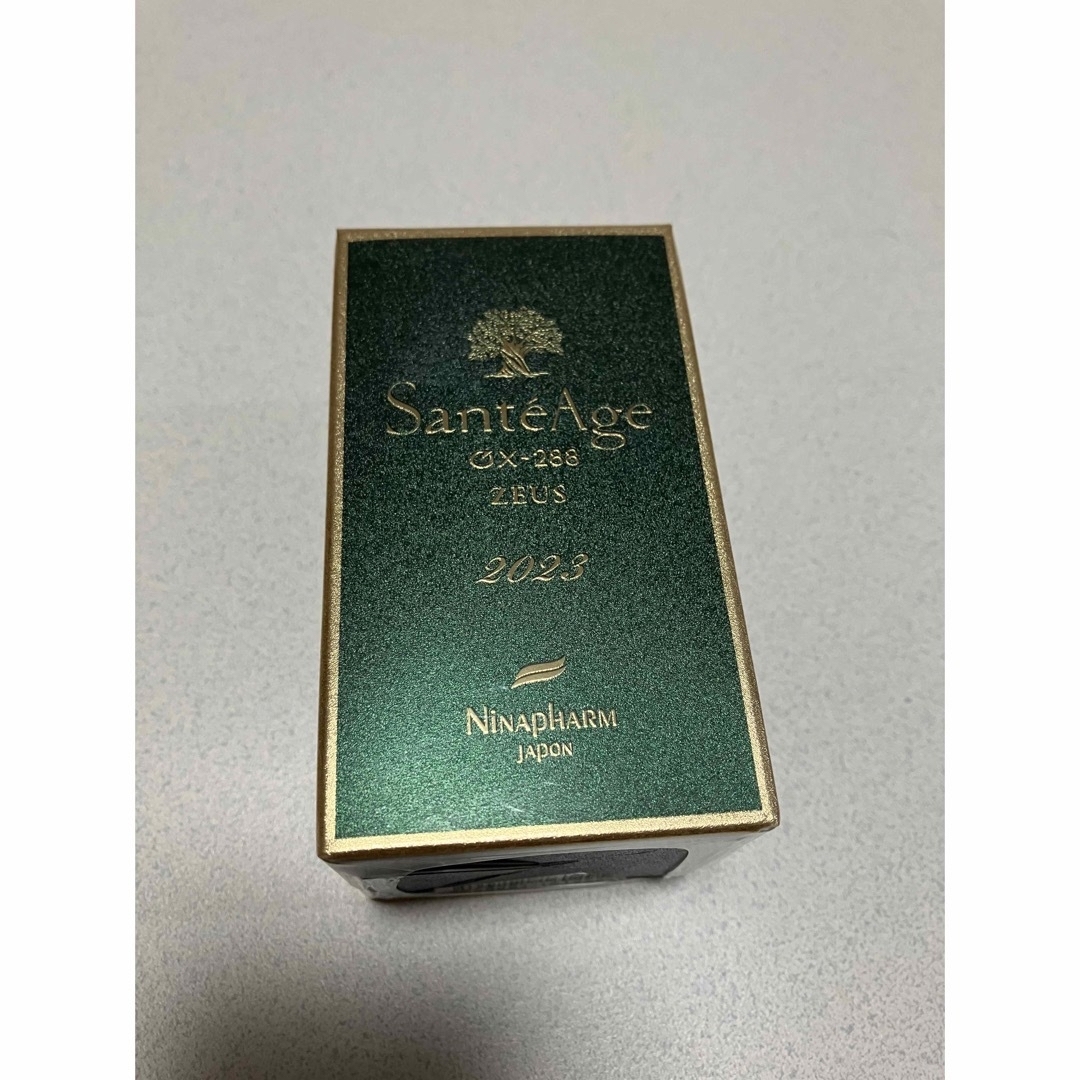 SantéAge
GX-288
ZEUS
2023
NINAPHARM
JAPON